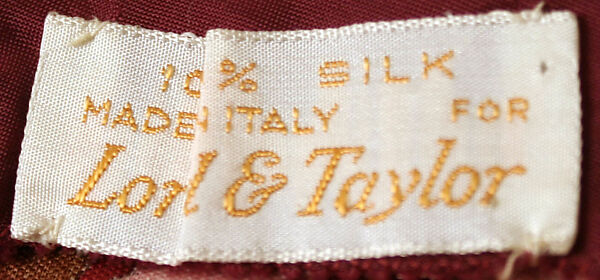 10% SILK
MADE ITALY FOR
Lord & Taylor